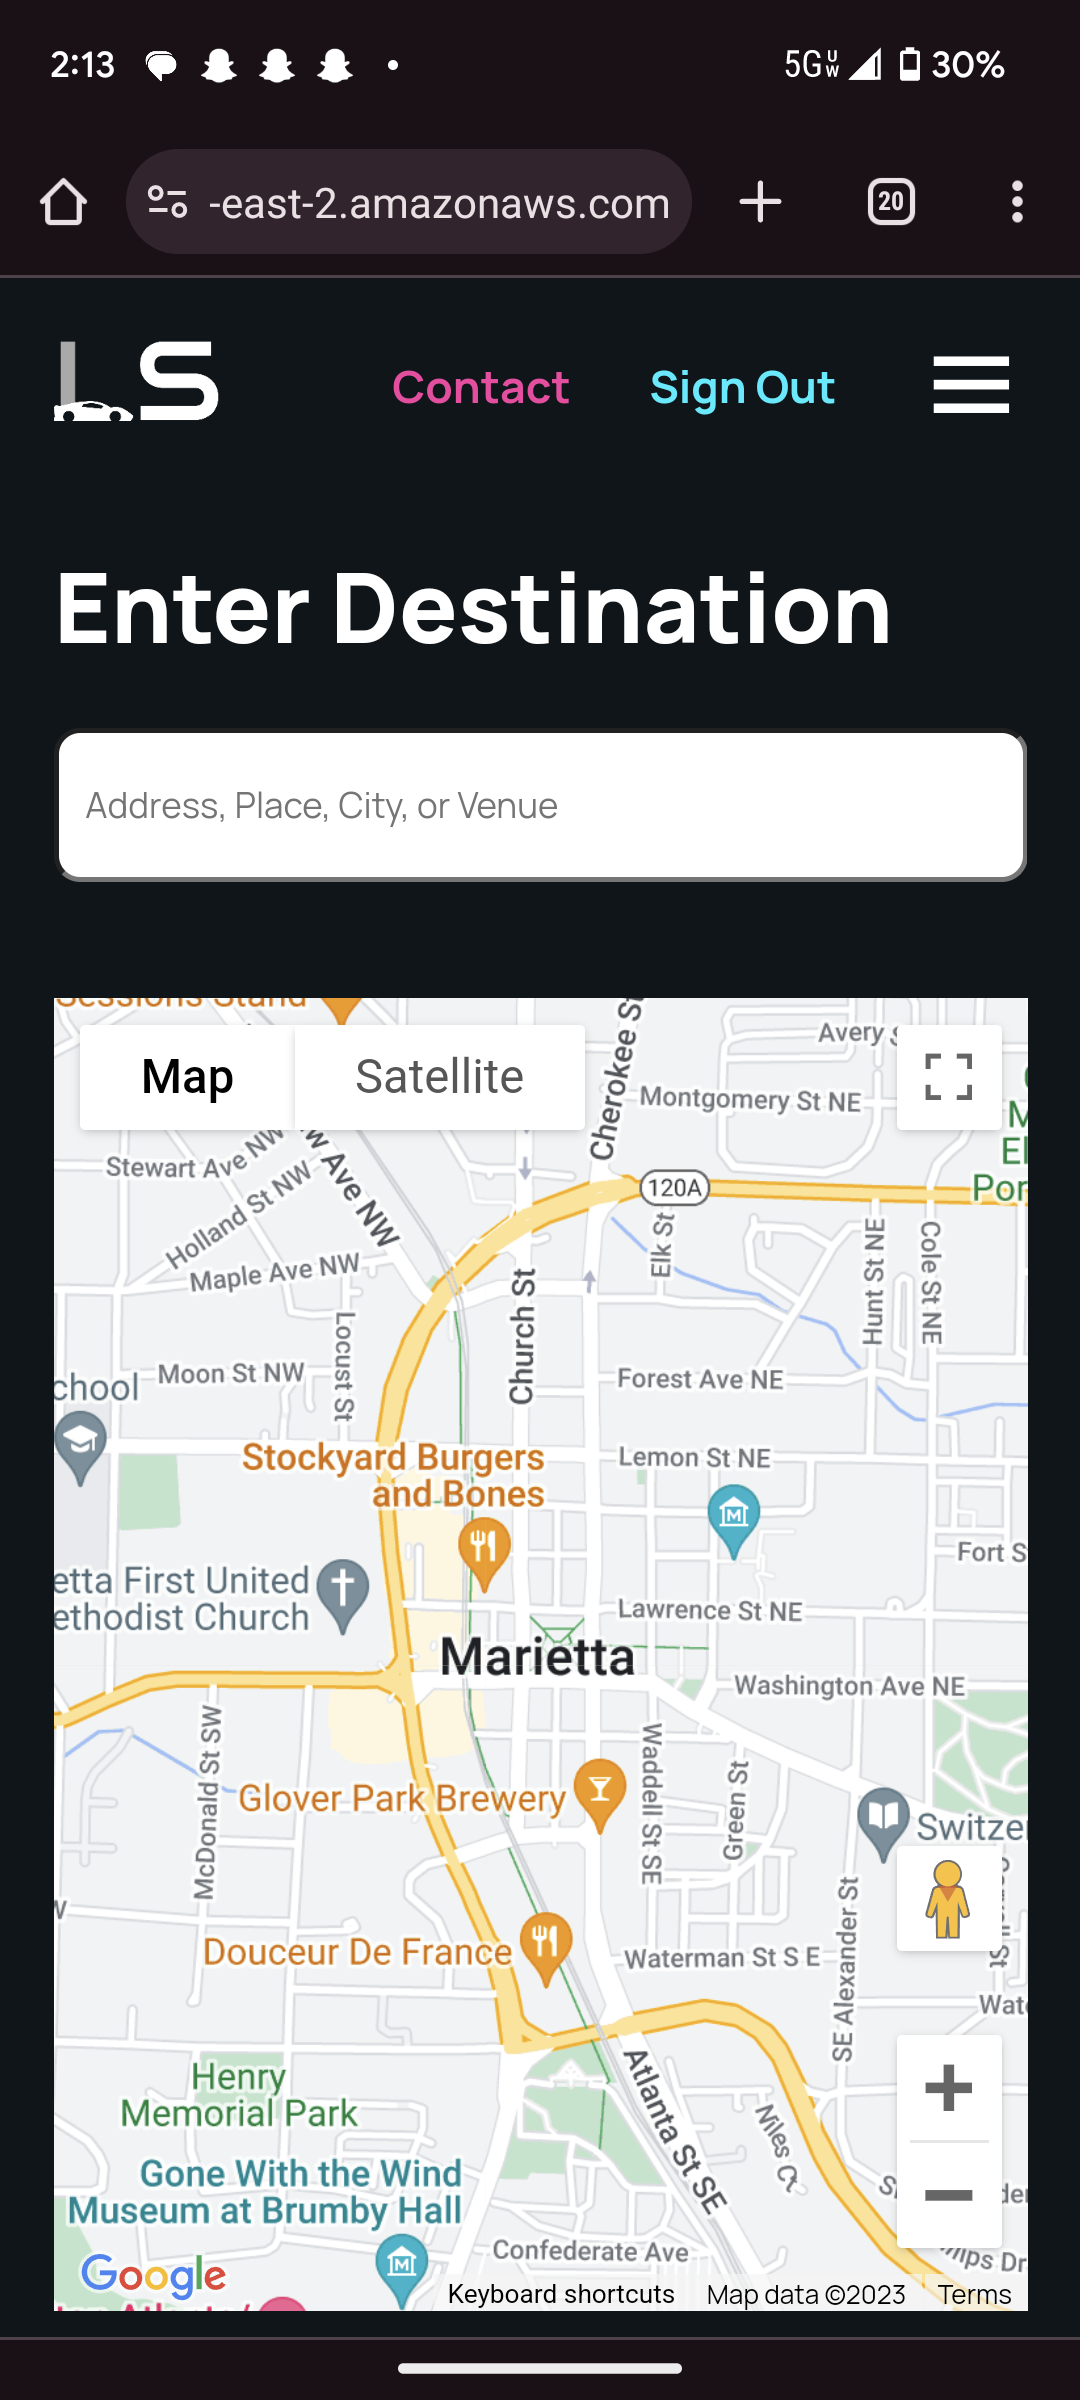 2:13
5G UW
30%
-east-2.amazonaws.com
20
LS
Contact
Sign Out
Enter Destination
Address, Place, City, or Venue
Sessions Stand
Map
Satellite
Cherokee St
Avery
Montgomery St NE
Stewart Ave NW
Holland St NW
Ave NW
Maple Ave NW
120A
Elk St
Hunt St NE
Cole St NE
Por
Church St
Locust St
Moon St NW
Forest Ave NE
chool
Stockyard Burgers
and Bones
Lemon St NE
M
Fort S
etta First United
ethodist Church
Lawrence St NE
Marietta
Washington Ave NE
McDonald St SW
Waddell St SE
Green St
Glover Park Brewery
Switzer
SE Alexander St
Douceur De France
Waterman St S E
Wat
Henry
Memorial Park
Atlanta St SE
Niles Ct
Gone With the Wind
Museum at Brumby Hall
M
Confederate Ave
Google
Keyboard shortcuts
Map data ©2023
Terms